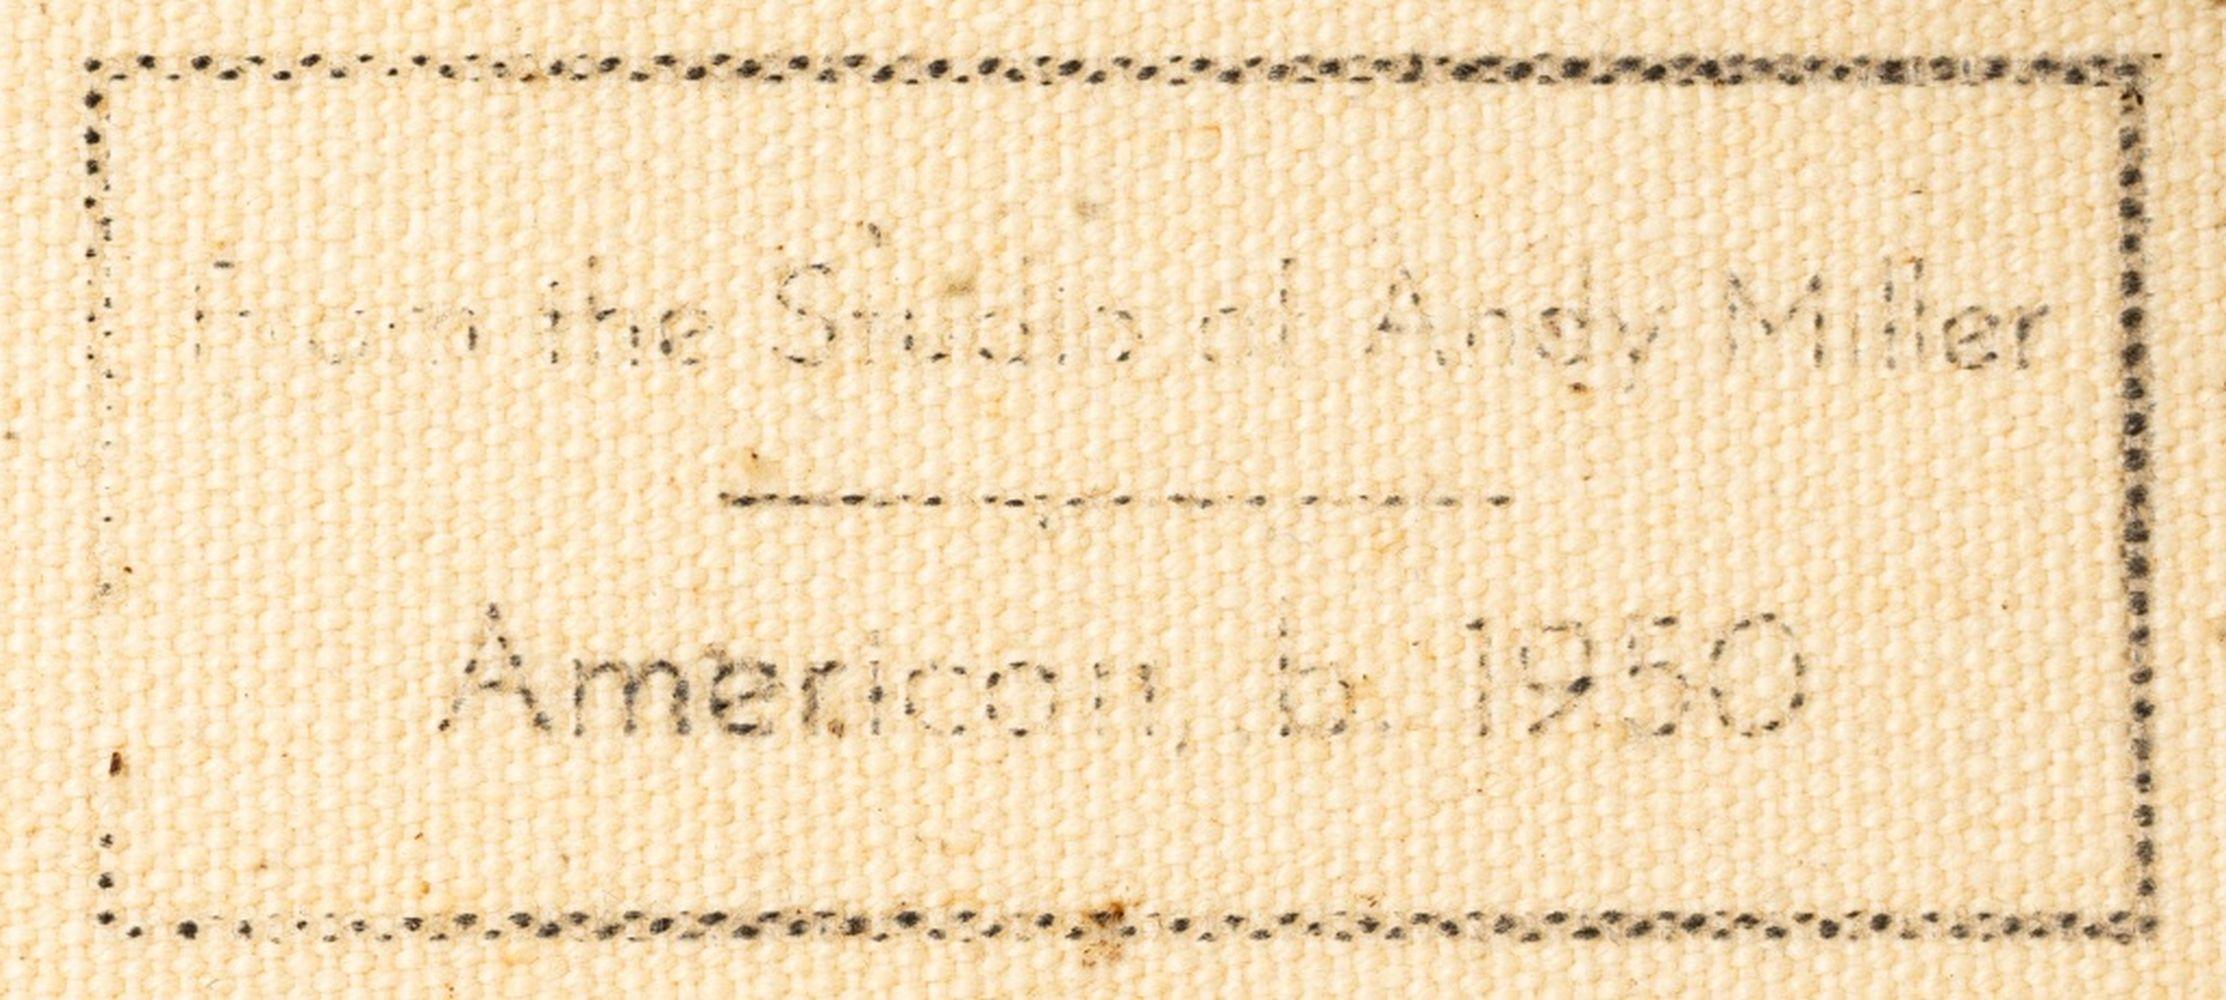 From the Studio of Andy Miller
American, b. 1950